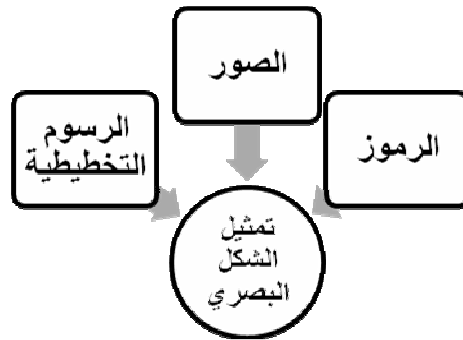 الصور
الرموز
الرسوم
التخطيطية
تمثيل
الشكل
البصري